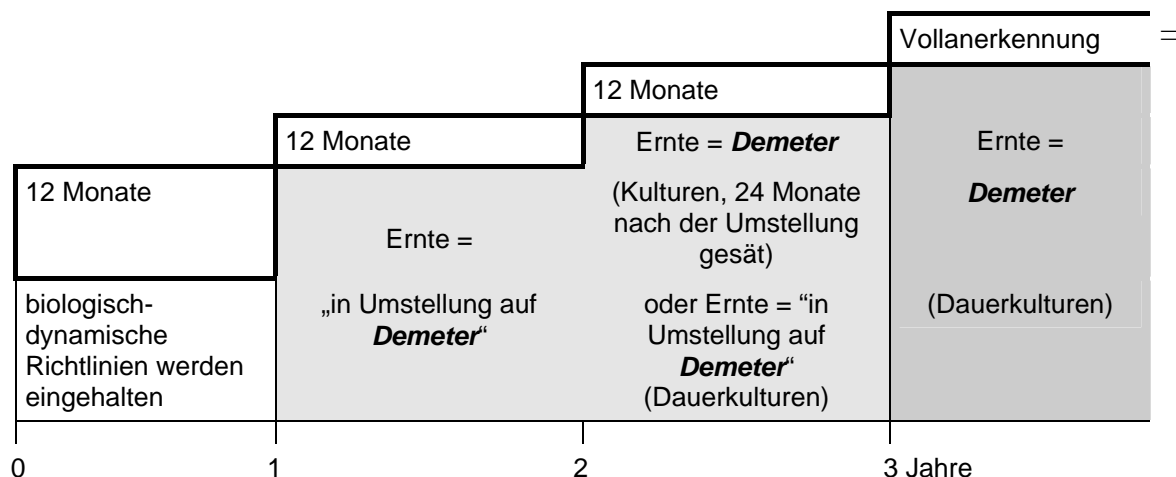 12 Monate
biologisch-
dynamische
Richtlinien werden
eingehalten
12 Monate
Ernte =
„in Umstellung auf
Demeter“
12 Monate
Ernte = Demeter
(Kulturen, 24 Monate
nach der Umstellung
gesät)
oder Ernte = “in
Umstellung auf
Demeter“
(Dauerkulturen)
Vollanerkennung =
Ernte =
Demeter
(Dauerkulturen)
0 1 2 3 Jahre